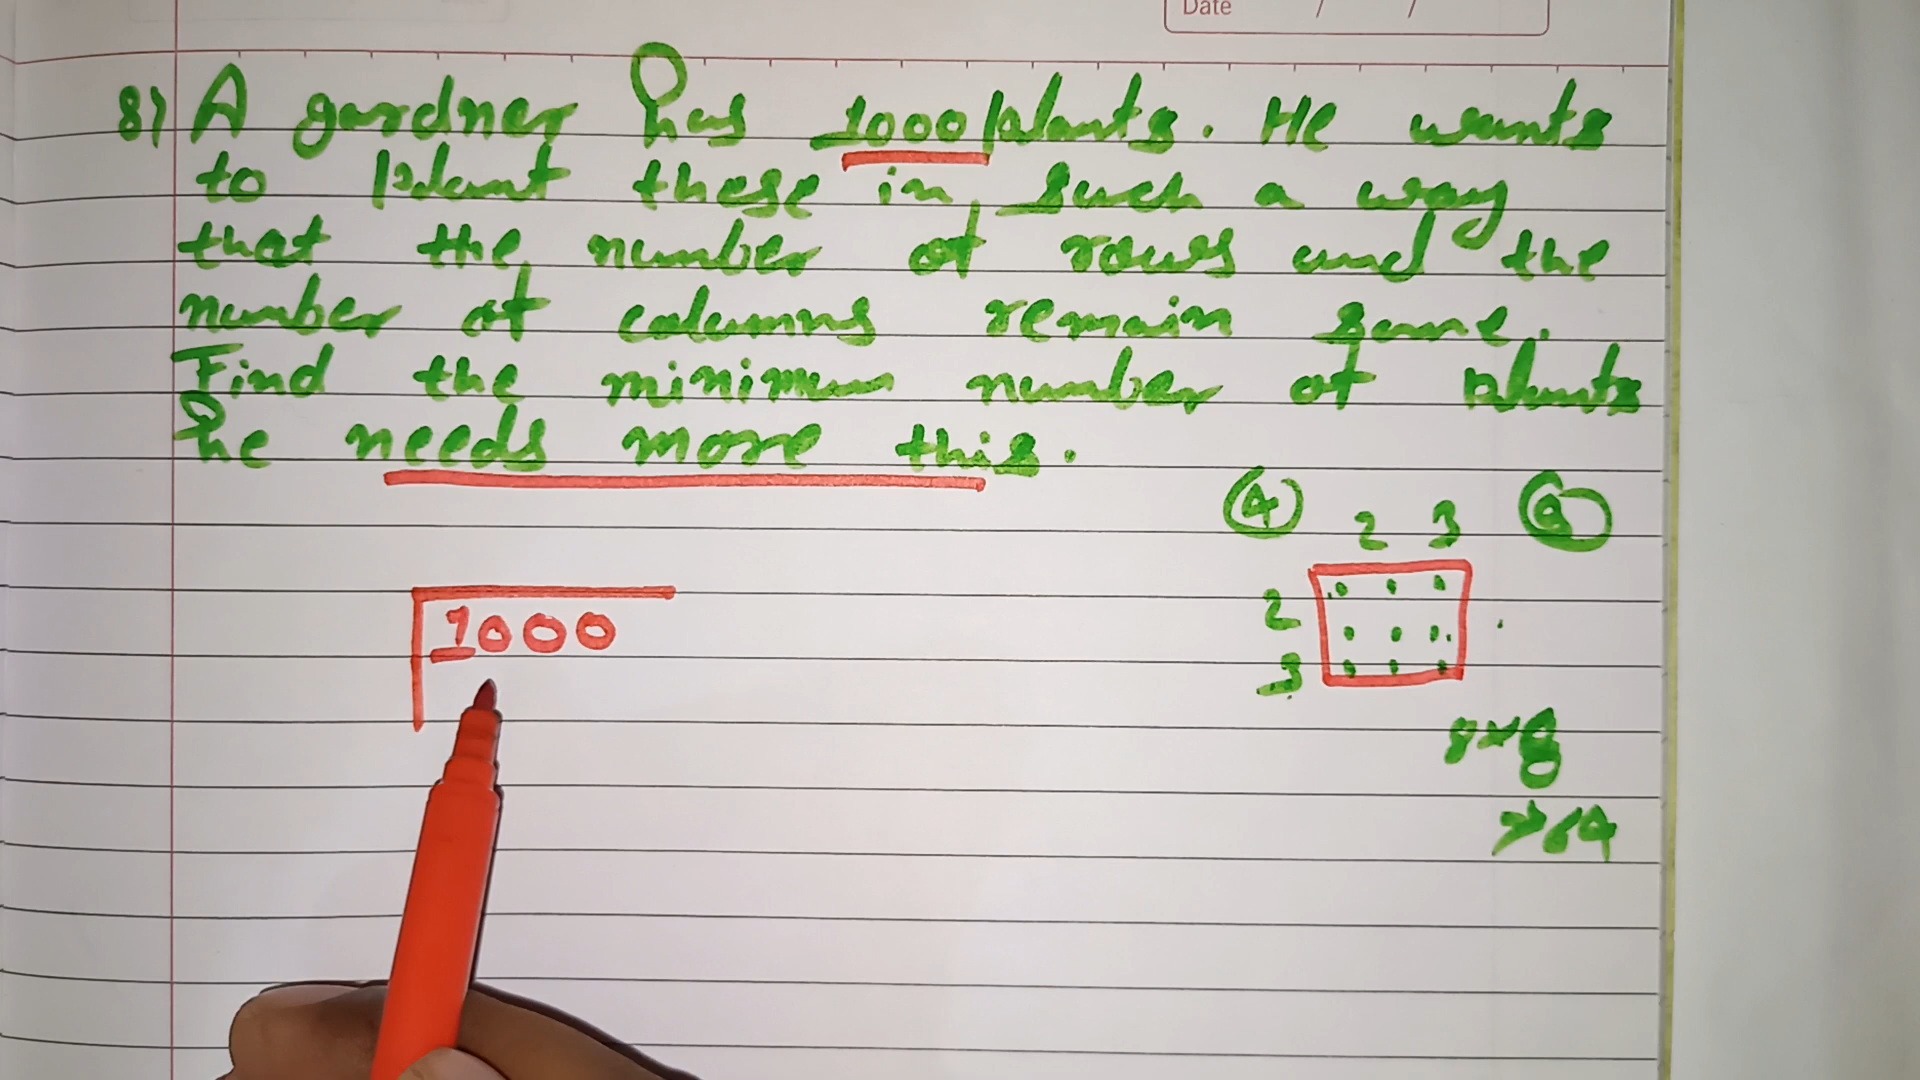 Date / /
8) A gardner has 1000 plants. He wants
to plant these in such a way
that the number of rows and the
number of columns remain same.
Find the minimum number of plants
he needs more this.
4 2 3
2
3
8×8
64
1000